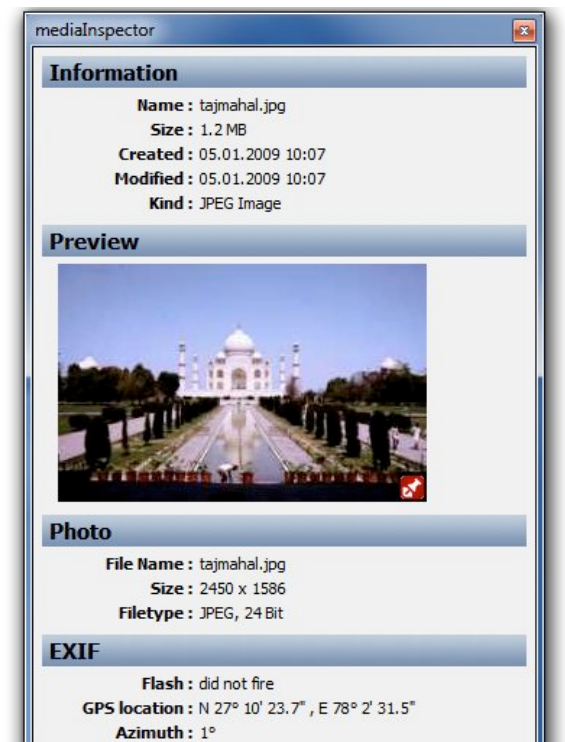 mediaInspector
Information
Name : tajmahal.jpg
Size : 1.2 MB
Created : 05.01.2009 10:07
Modified : 05.01.2009 10:07
Kind : JPEG Image
Preview
Photo
File Name : tajmahal.jpg
Size : 2450 x 1586
Filetype : JPEG, 24 Bit
EXIF
Flash : did not fire
GPS location : N 27° 10' 23.7" , E 78° 2' 31.5"
Azimuth : 1°